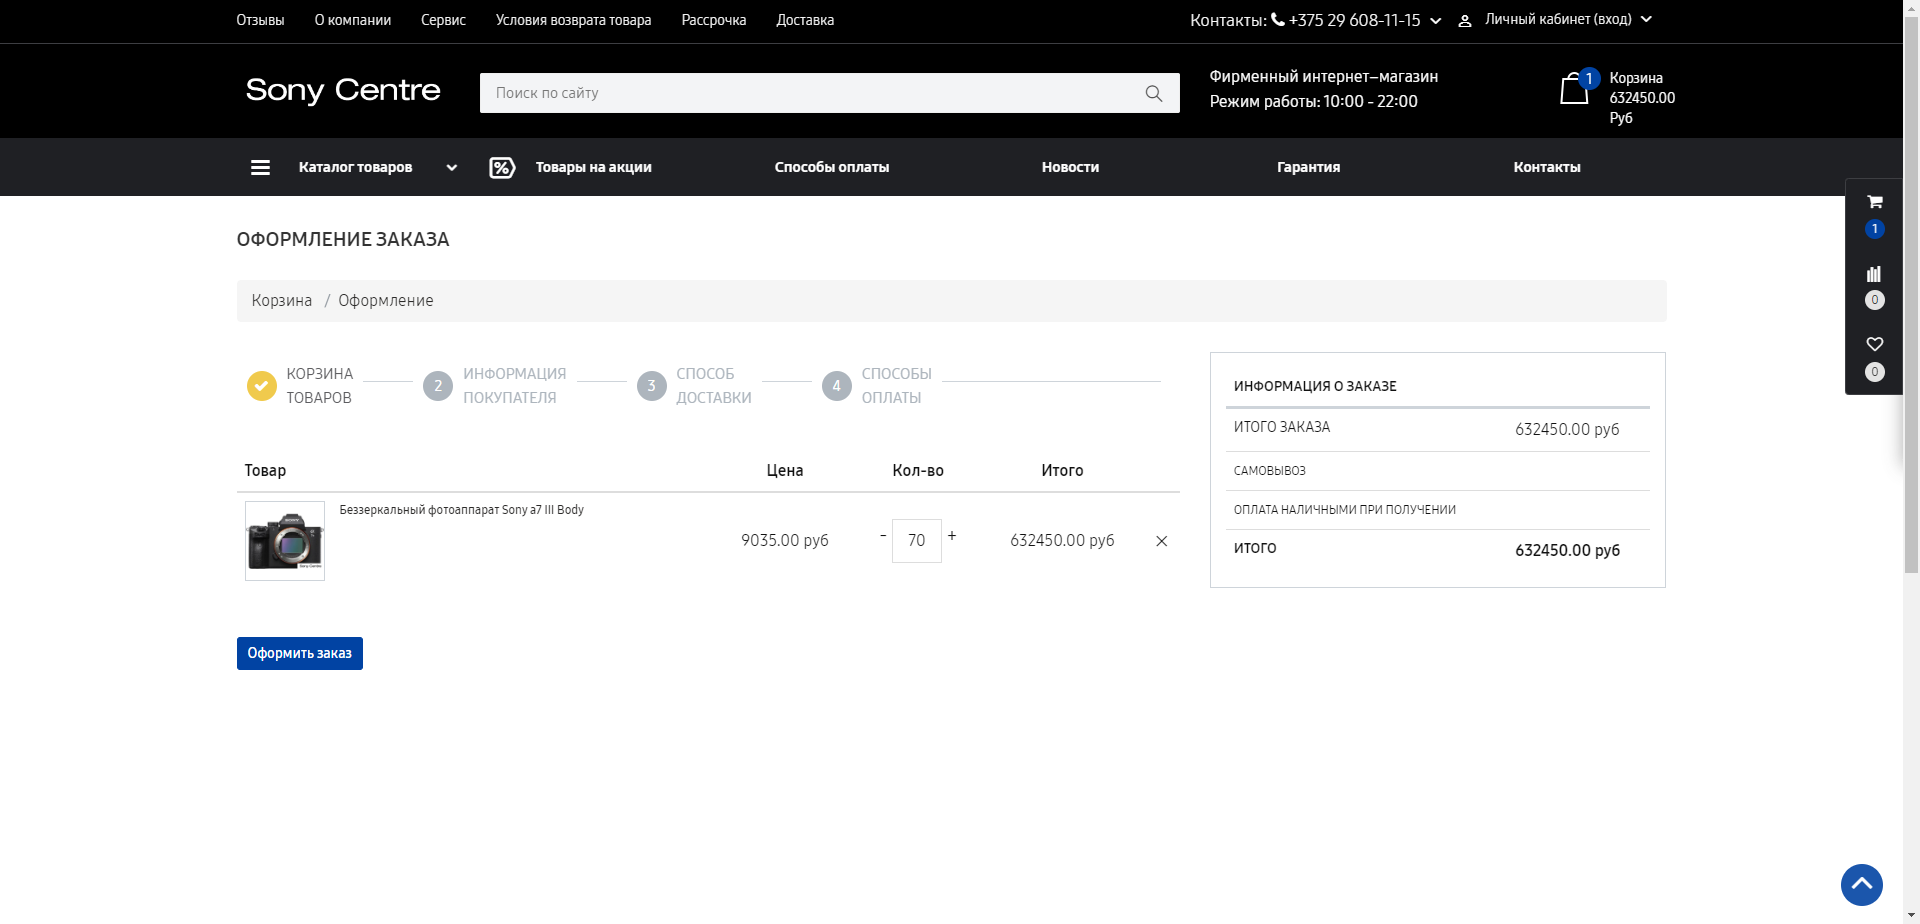 Отзывы О компании Сервис Условия возврата товара Рассрочка Доставка Контакты: +375 29 608-11-15 Личный кабинет (вход)
Sony Centre
Поиск по сайту
Фирменный интернет–магазин
Режим работы: 10:00 - 22:00
1
Корзина
632450.00
Руб
Каталог товаров % Товары на акции Способы оплаты Новости Гарантия Контакты
1
0
0
ОФОРМЛЕНИЕ ЗАКАЗА
Корзина / Оформление
КОРЗИНА
ТОВАРОВ
2 ИНФОРМАЦИЯ
ПОКУПАТЕЛЯ
3 СПОСОБ
ДОСТАВКИ
4 СПОСОБЫ
ОПЛАТЫ
Товар Цена Кол-во Итого
Беззеркальный фотоаппарат Sony a7 III Body
9035.00 руб - 70 + 632450.00 руб
SONY
Sony Centre
Оформить заказ
ИНФОРМАЦИЯ О ЗАКАЗЕ
ИТОГО ЗАКАЗА 632450.00 руб
САМОВЫВОЗ
ОПЛАТА НАЛИЧНЫМИ ПРИ ПОЛУЧЕНИИ
ИТОГО 632450.00 руб